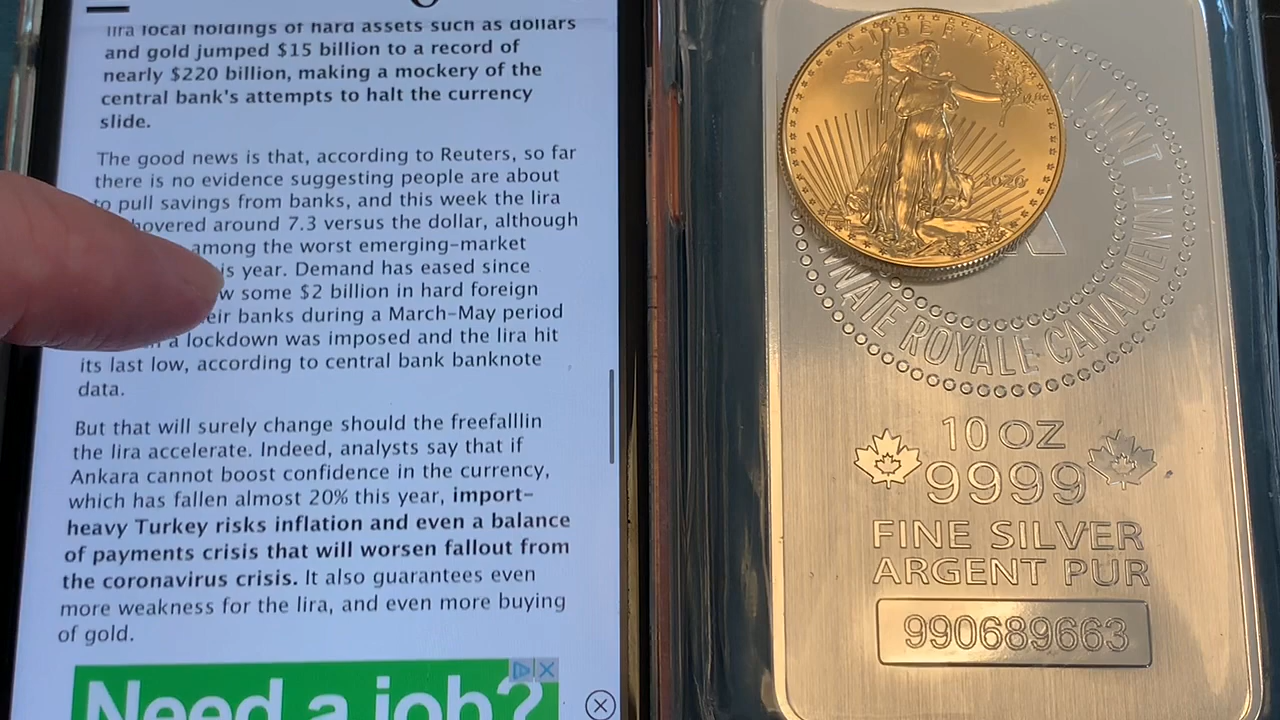 lira local holdings of hard assets such as dollars
and gold jumped $15 billion to a record of
nearly $220 billion, making a mockery of the
central bank's attempts to halt the currency
slide.
The good news is that, according to Reuters, so far
there is no evidence suggesting people are about
to pull savings from banks, and this week the lira
hovered around 7.3 versus the dollar, although
among the worst emerging-market
is year. Demand has eased since
some $2 billion in hard foreign
banks during a March-May period
a lockdown was imposed and the lira hit
its last low, according to central bank banknote
data.
But that will surely change should the freefalllin
the lira accelerate. Indeed, analysts say that if
Ankara cannot boost confidence in the currency,
which has fallen almost 20% this year, import-
heavy Turkey risks inflation and even a balance
of payments crisis that will worsen fallout from
the coronavirus crisis. It also guarantees even
more weakness for the lira, and even more buying
of gold.
Need a job?
LIBERTY
2020
MINT
ROYALE CANADIENNE
10 OZ
9999
FINE SILVER
ARGENT PUR
990689663